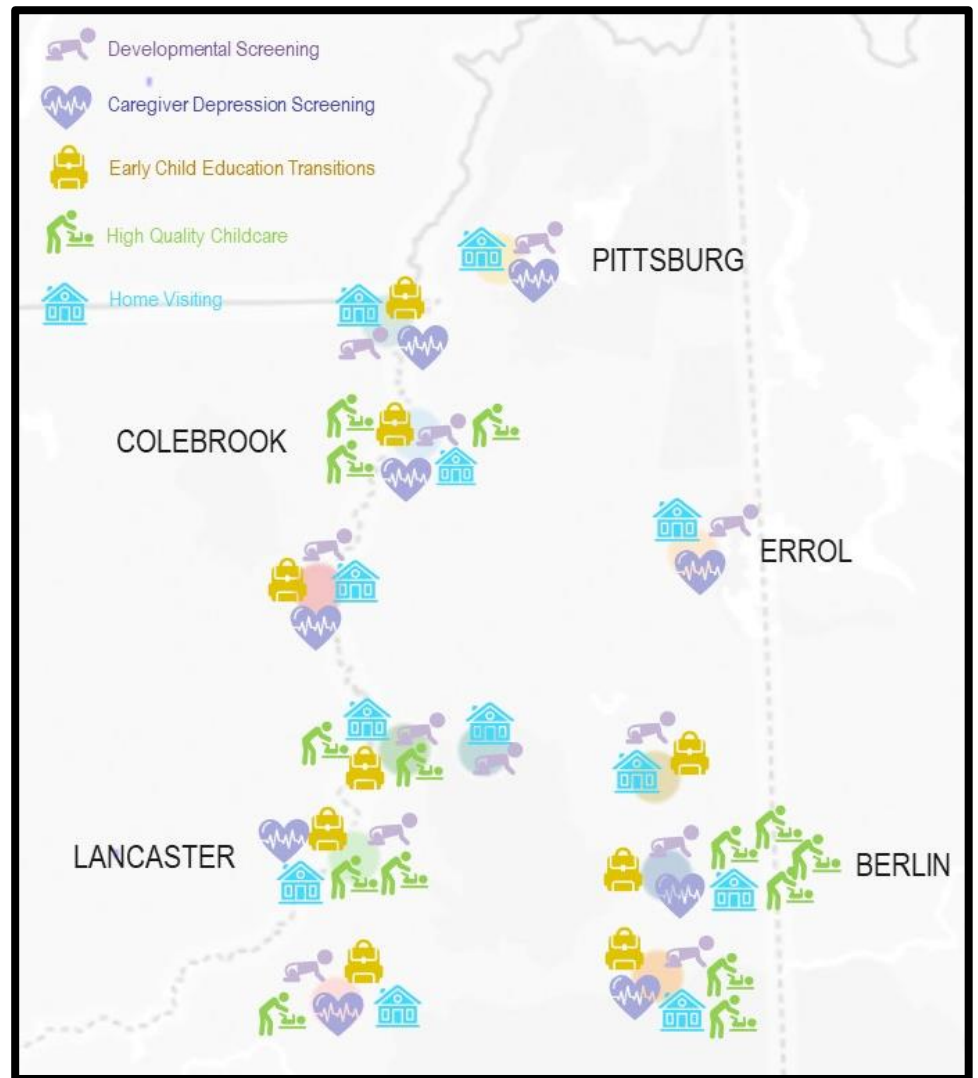 Developmental Screening
Caregiver Depression Screening
Early Child Education Transitions
High Quality Childcare
Home Visiting
PITTSBURG
COLEBROOK
ERROL
LANCASTER
BERLIN